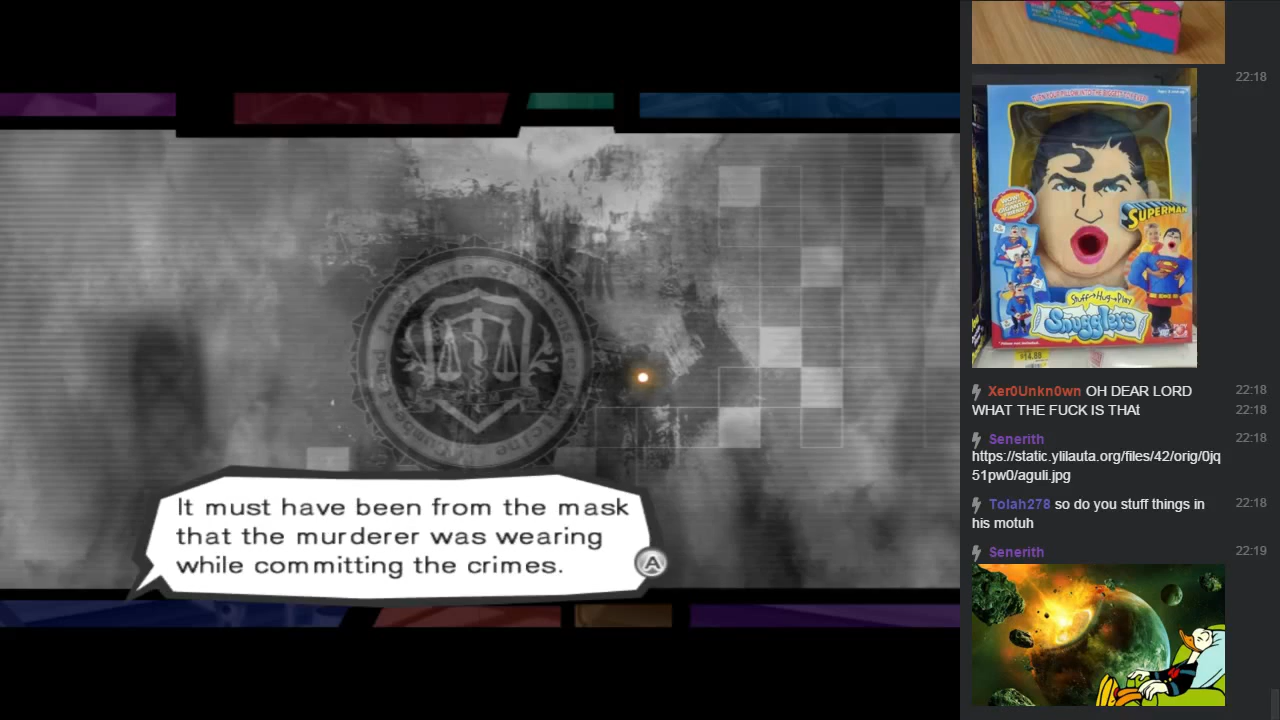 It must have been from the mask
that the murderer was wearing
while committing the crimes.
A
22:18
SUPERMAN
Stuff Hug Play
Snugglers
$14.88
Xer0Unkn0wn OH DEAR LORD 22:18
WHAT THE FUCK IS THAt 22:18
Senerith 22:18
https://static.ylilauta.org/files/42/orig/0jq
51pw0/aguli.jpg
Tolah278 so do you stuff things in 22:18
his motuh
Senerith 22:19